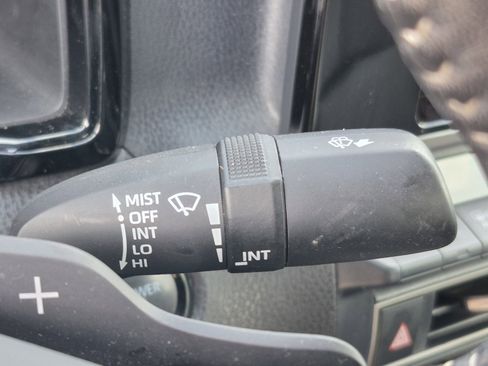 MIST
OFF
INT
LO
HI
INT
+